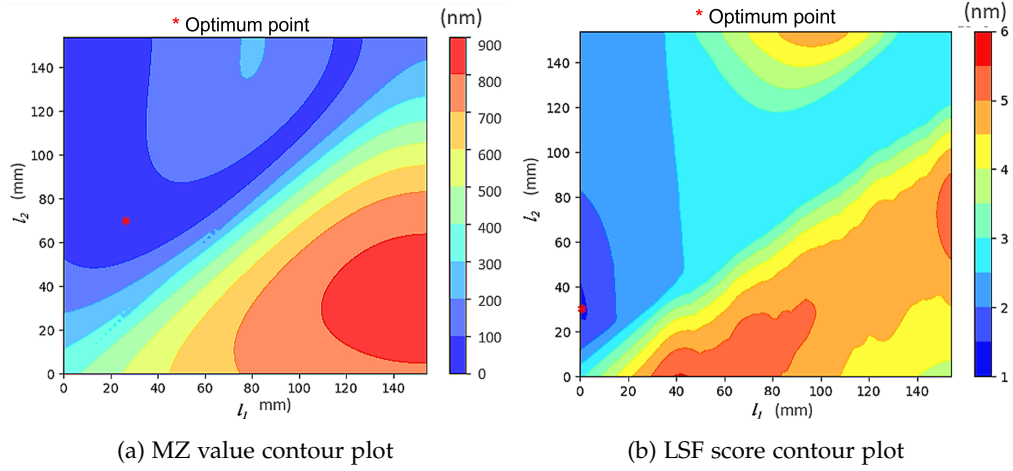 * Optimum point
(nm)
900
800
700
600
500
400
300
200
100
0
140
120
100
80
60
40
20
0
l₂ (mm)
0 20 40 60 80 100 120 140
l₁ mm)
(a) MZ value contour plot
* Optimum point
(nm)
6
5
4
3
2
1
140
120
100
80
60
40
20
0
l₂ (mm)
0 20 40 60 80 100 120 140
l₁ (mm)
(b) LSF score contour plot